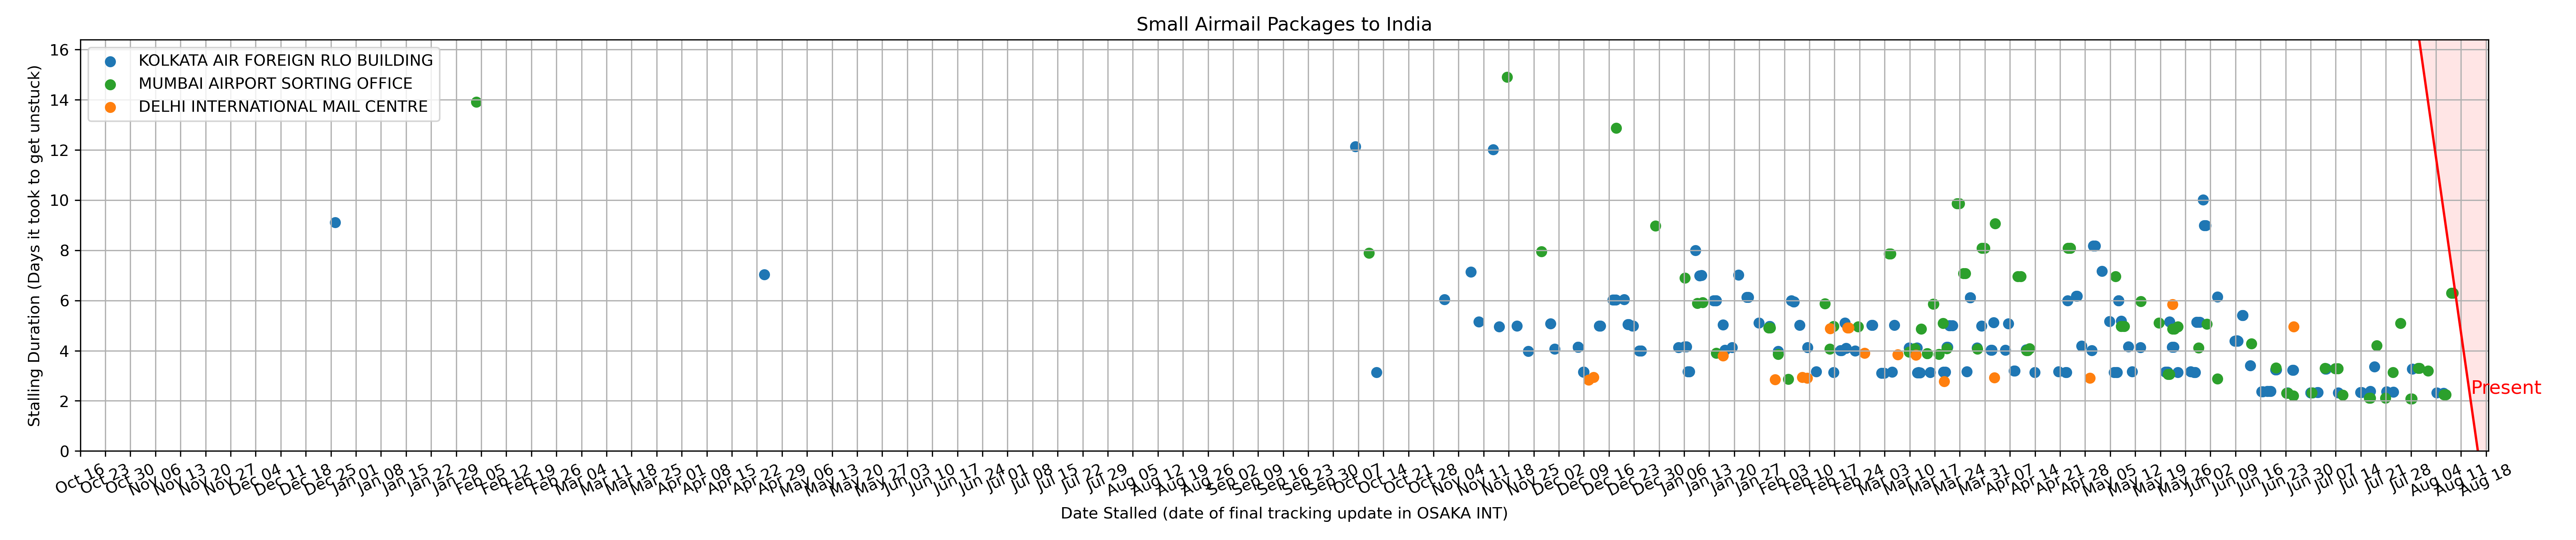 Small Airmail Packages to India
KOLKATA AIR FOREIGN RLO BUILDING
MUMBAI AIRPORT SORTING OFFICE
DELHI INTERNATIONAL MAIL CENTRE
Stalling Duration (Days it took to get unstuck)
16
14
12
10
8
6
4
2
0
Present
Oct 16 Oct 23 Oct 30 Nov 06 Nov 13 Nov 20 Nov 27 Dec 04 Dec 11 Dec 18 Dec 25 Jan 01 Jan 08 Jan 15 Jan 22 Jan 29 Feb 05 Feb 12 Feb 19 Feb 26 Mar 04 Mar 11 Mar 18 Mar 25 Apr 01 Apr 08 Apr 15 Apr 22 Apr 29 May 06 May 13 May 20 May 27 Jun 03 Jun 10 Jun 17 Jun 24 Jul 01 Jul 08 Jul 15 Jul 22 Jul 29 Aug 05 Aug 12 Aug 19 Aug 26 Sep 02 Sep 09 Sep 16 Sep 23 Sep 30 Oct 07 Oct 14 Oct 21 Oct 28 Nov 04 Nov 11 Nov 18 Nov 25 Dec 02 Dec 09 Dec 16 Dec 23 Dec 30 Jan 06 Jan 13 Jan 20 Jan 27 Feb 03 Feb 10 Feb 17 Feb 24 Mar 03 Mar 10 Mar 17 Mar 24 Mar 31 Apr 07 Apr 14 Apr 21 Apr 28 May 05 May 12 May 19 May 26 Jun 02 Jun 09 Jun 16 Jun 23 Jun 30 Jul 07 Jul 14 Jul 21 Jul 28 Aug 04 Aug 11 Aug 18
Date Stalled (date of final tracking update in OSAKA INT)